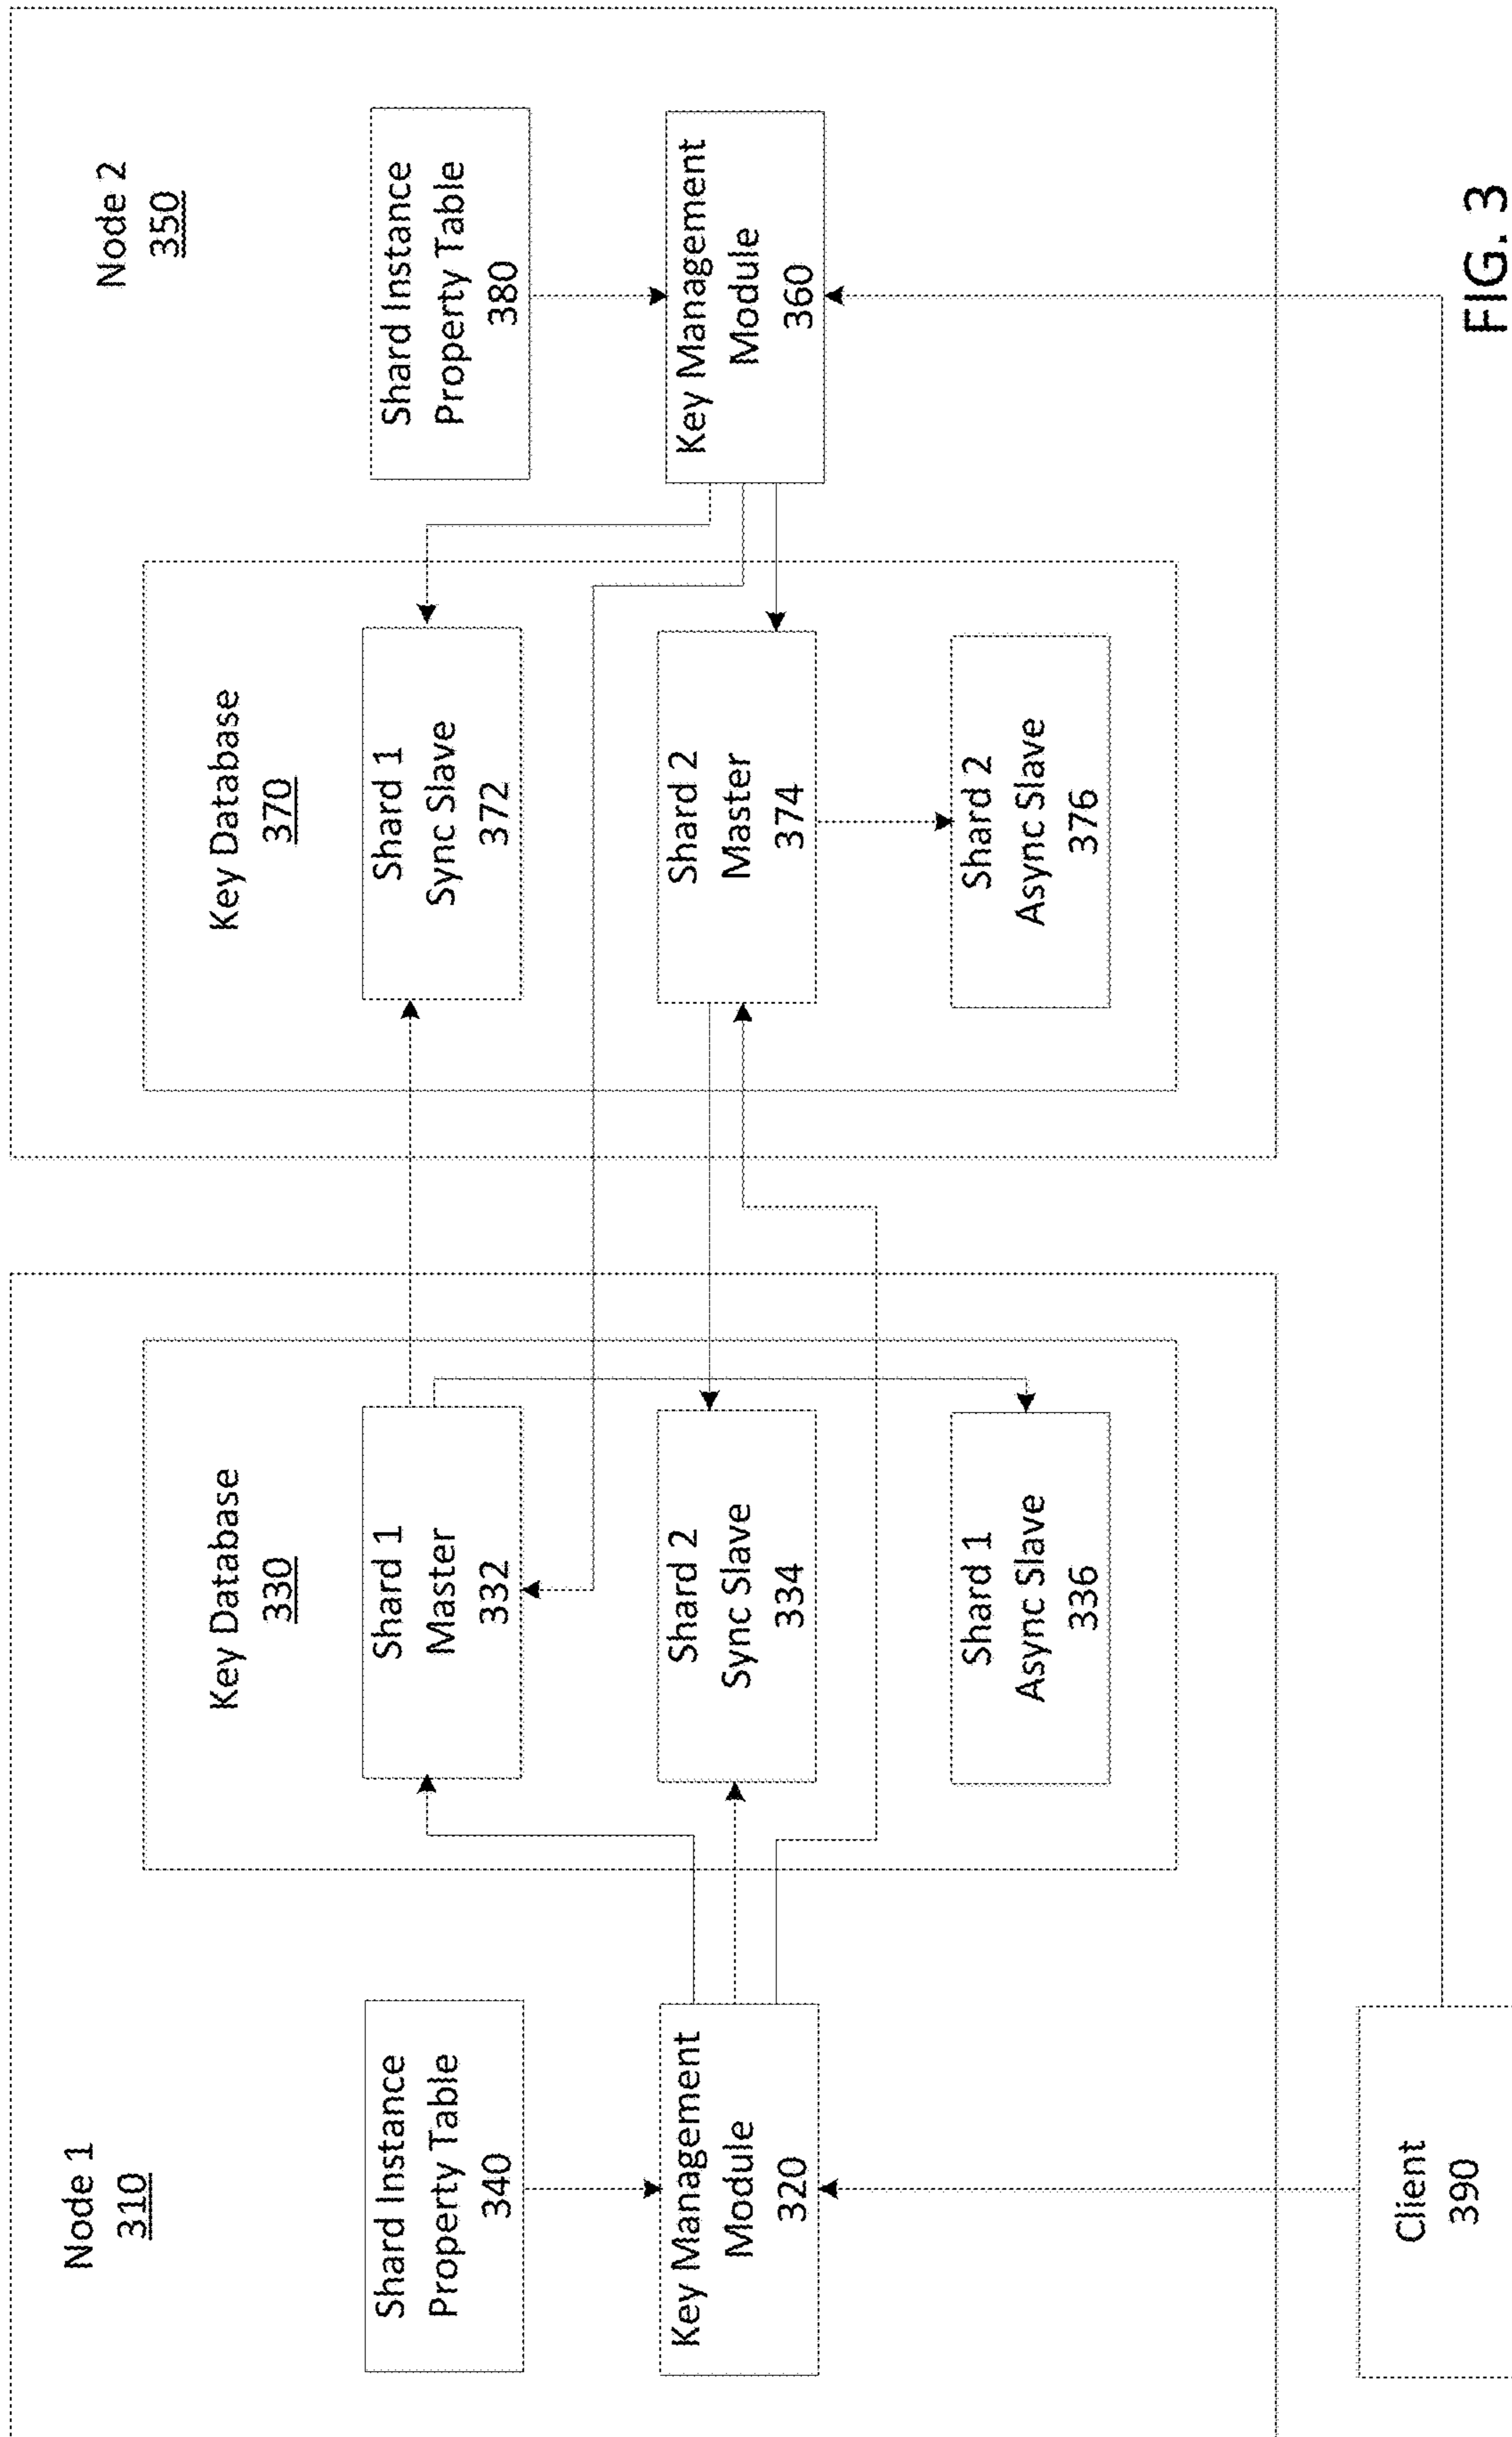 Node 1
310
Shard Instance
Property Table
340
Key Management
Module
320
Key Database
330
Shard 1
Master
332
Shard 2
Sync Slave
334
Shard 1
Async Slave
336
Node 2
350
Key Database
370
Shard 1
Sync Slave
372
Shard 2
Master
374
Shard 2
Async Slave
376
Shard Instance
Property Table
380
Key Management
Module
360
Client
390
FIG. 3